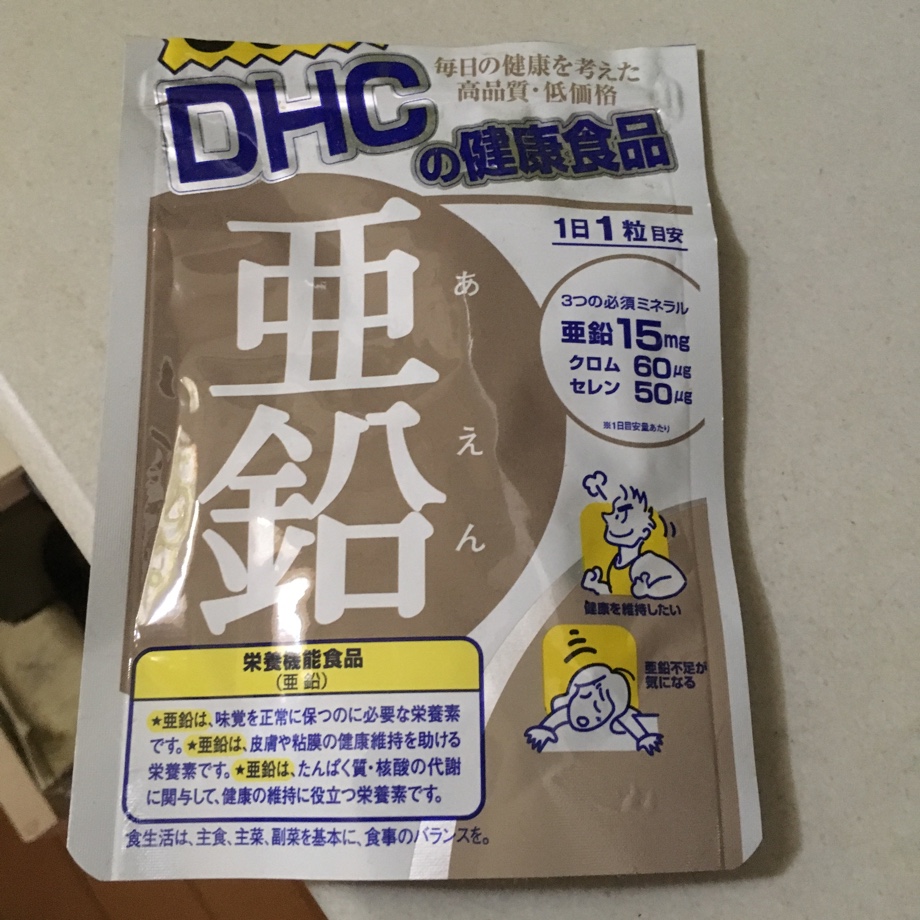 DHC
毎日の健康を考えた
高品質・低価格
の健康食品
亜鉛
あえん
1日1粒目安
3つの必須ミネラル
亜鉛15mg
クロム 60μg
セレン 50μg
※1日目安量あたり
健康を維持したい
亜鉛不足が
気になる
栄養機能食品
(亜鉛)
★亜鉛は、味覚を正常に保つのに必要な栄養素
です。★亜鉛は、皮膚や粘膜の健康維持を助ける
栄養素です。★亜鉛は、たんぱく質・核酸の代謝
に関与して、健康の維持に役立つ栄養素です。
食生活は、主食、主菜、副菜を基本に、食事のバランスを。